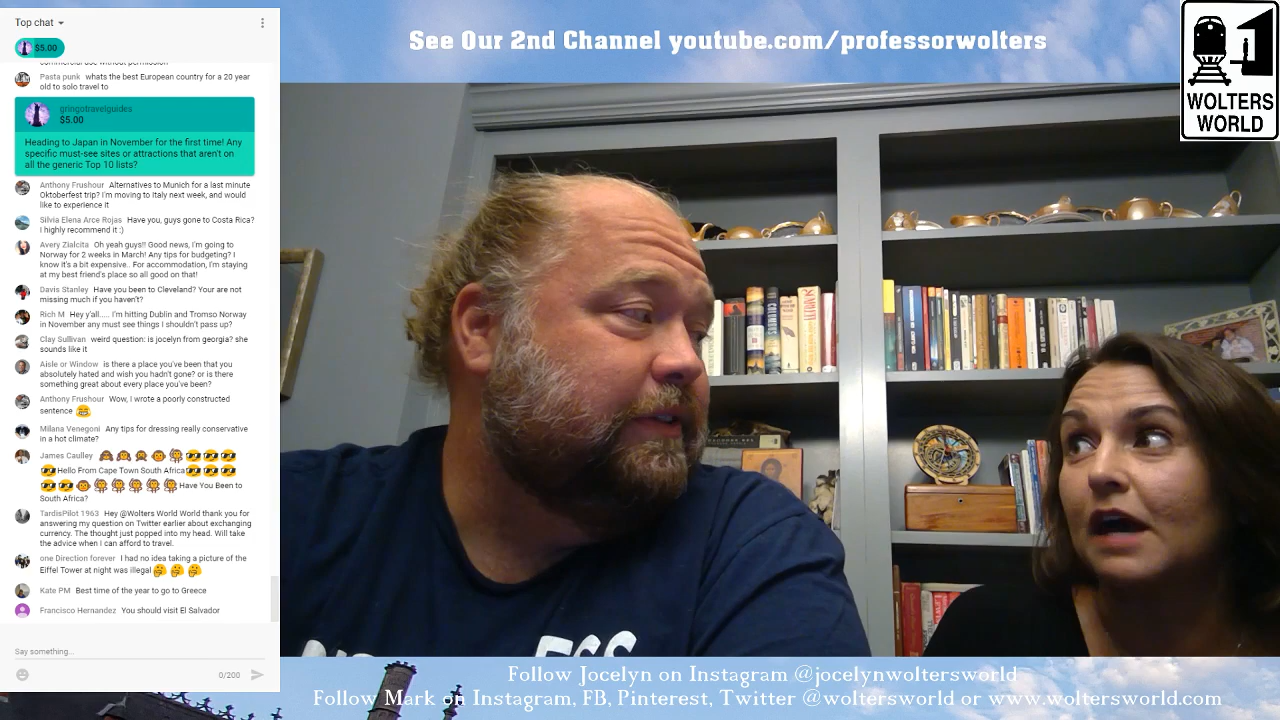 Top chat
$5.00
commercial use without permission
Pasta punk whats the best European country for a 20 year
old to solo travel to
gringotravelguides
$5.00
Heading to Japan in November for the first time! Any
specific must-see sites or attractions that aren't on
all the generic Top 10 lists?
Anthony Frushour Alternatives to Munich for a last minute
Oktoberfest trip? I'm moving to Italy next week, and would
like to experience it
Silvia Elena Arce Rojas Have you, guys gone to Costa Rica?
I highly recommend it :)
Avery Zialcita Oh yeah guys!! Good news, I'm going to
Norway for 2 weeks in March! Any tips for budgeting? I
know it's a bit expensive.. For accommodation, I'm staying
at my best friend's place so all good on that!
Davis Stanley Have you been to Cleveland? Your are not
missing much if you haven't?
Rich M Hey y'all..... I'm hitting Dublin and Tromso Norway
in November any must see things I shouldn't pass up?
Clay Sullivan weird question: is jocelyn from georgia? she
sounds like it
Aisle or Window is there a place you've been that you
absolutely hated and wish you hadn't gone? or is there
something great about every place you've been?
Anthony Frushour Wow, I wrote a poorly constructed
sentence 😂
Milana Venegoni Any tips for dressing really conservative
in a hot climate?
James Caulley
Hello From Cape Town South Africa
Have You Been to
South Africa?
TardisPilot 1963 Hey @Wolters World World thank you for
answering my question on Twitter earlier about exchanging
currency. The thought just popped into my head. Will take
the advice when I can afford to travel.
one Direction forever I had no idea taking a picture of the
Eiffel Tower at night was illegal 🤔 🤔 🤔
Kate PM Best time of the year to go to Greece
Francisco Hernandez You should visit El Salvador
Say something...
0/200
See Our 2nd Channel youtube.com/professorwolters
WOLTERS
WORLD
Follow Jocelyn on Instagram @jocelynwoltersworld
Follow Mark on Instagram, FB, Pinterest, Twitter @woltersworld or www.woltersworld.com